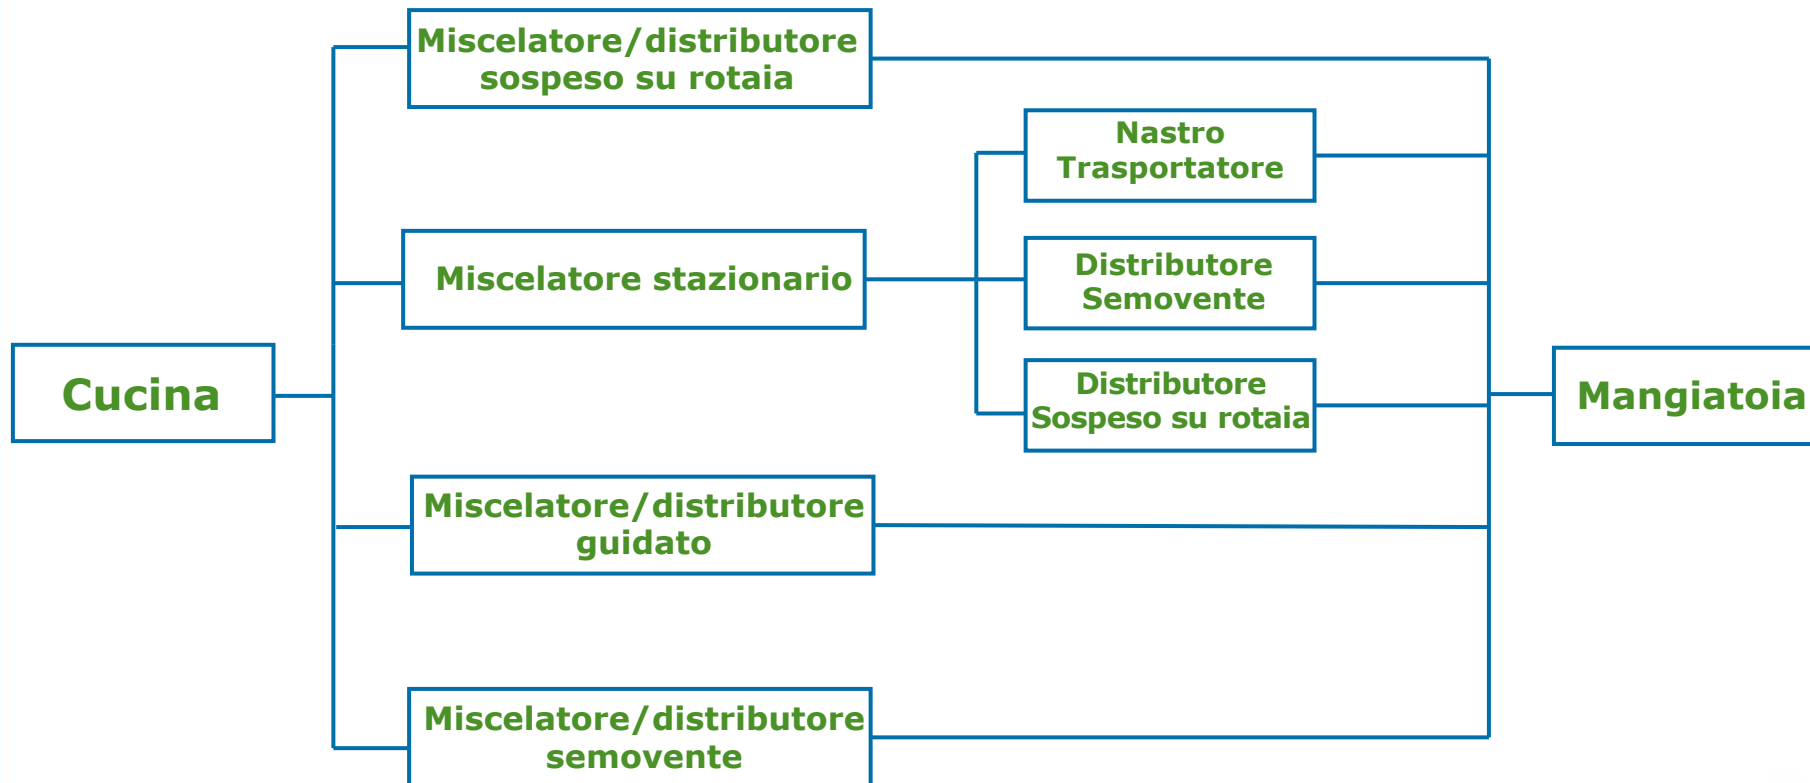 Miscelatore/distributore
sospeso su rotaia
Nastro
Trasportatore
Miscelatore stazionario
Distributore
Semovente
Distributore
Sospeso su rotaia
Cucina
Mangiatoia
Miscelatore/distributore
guidato
Miscelatore/distributore
semovente